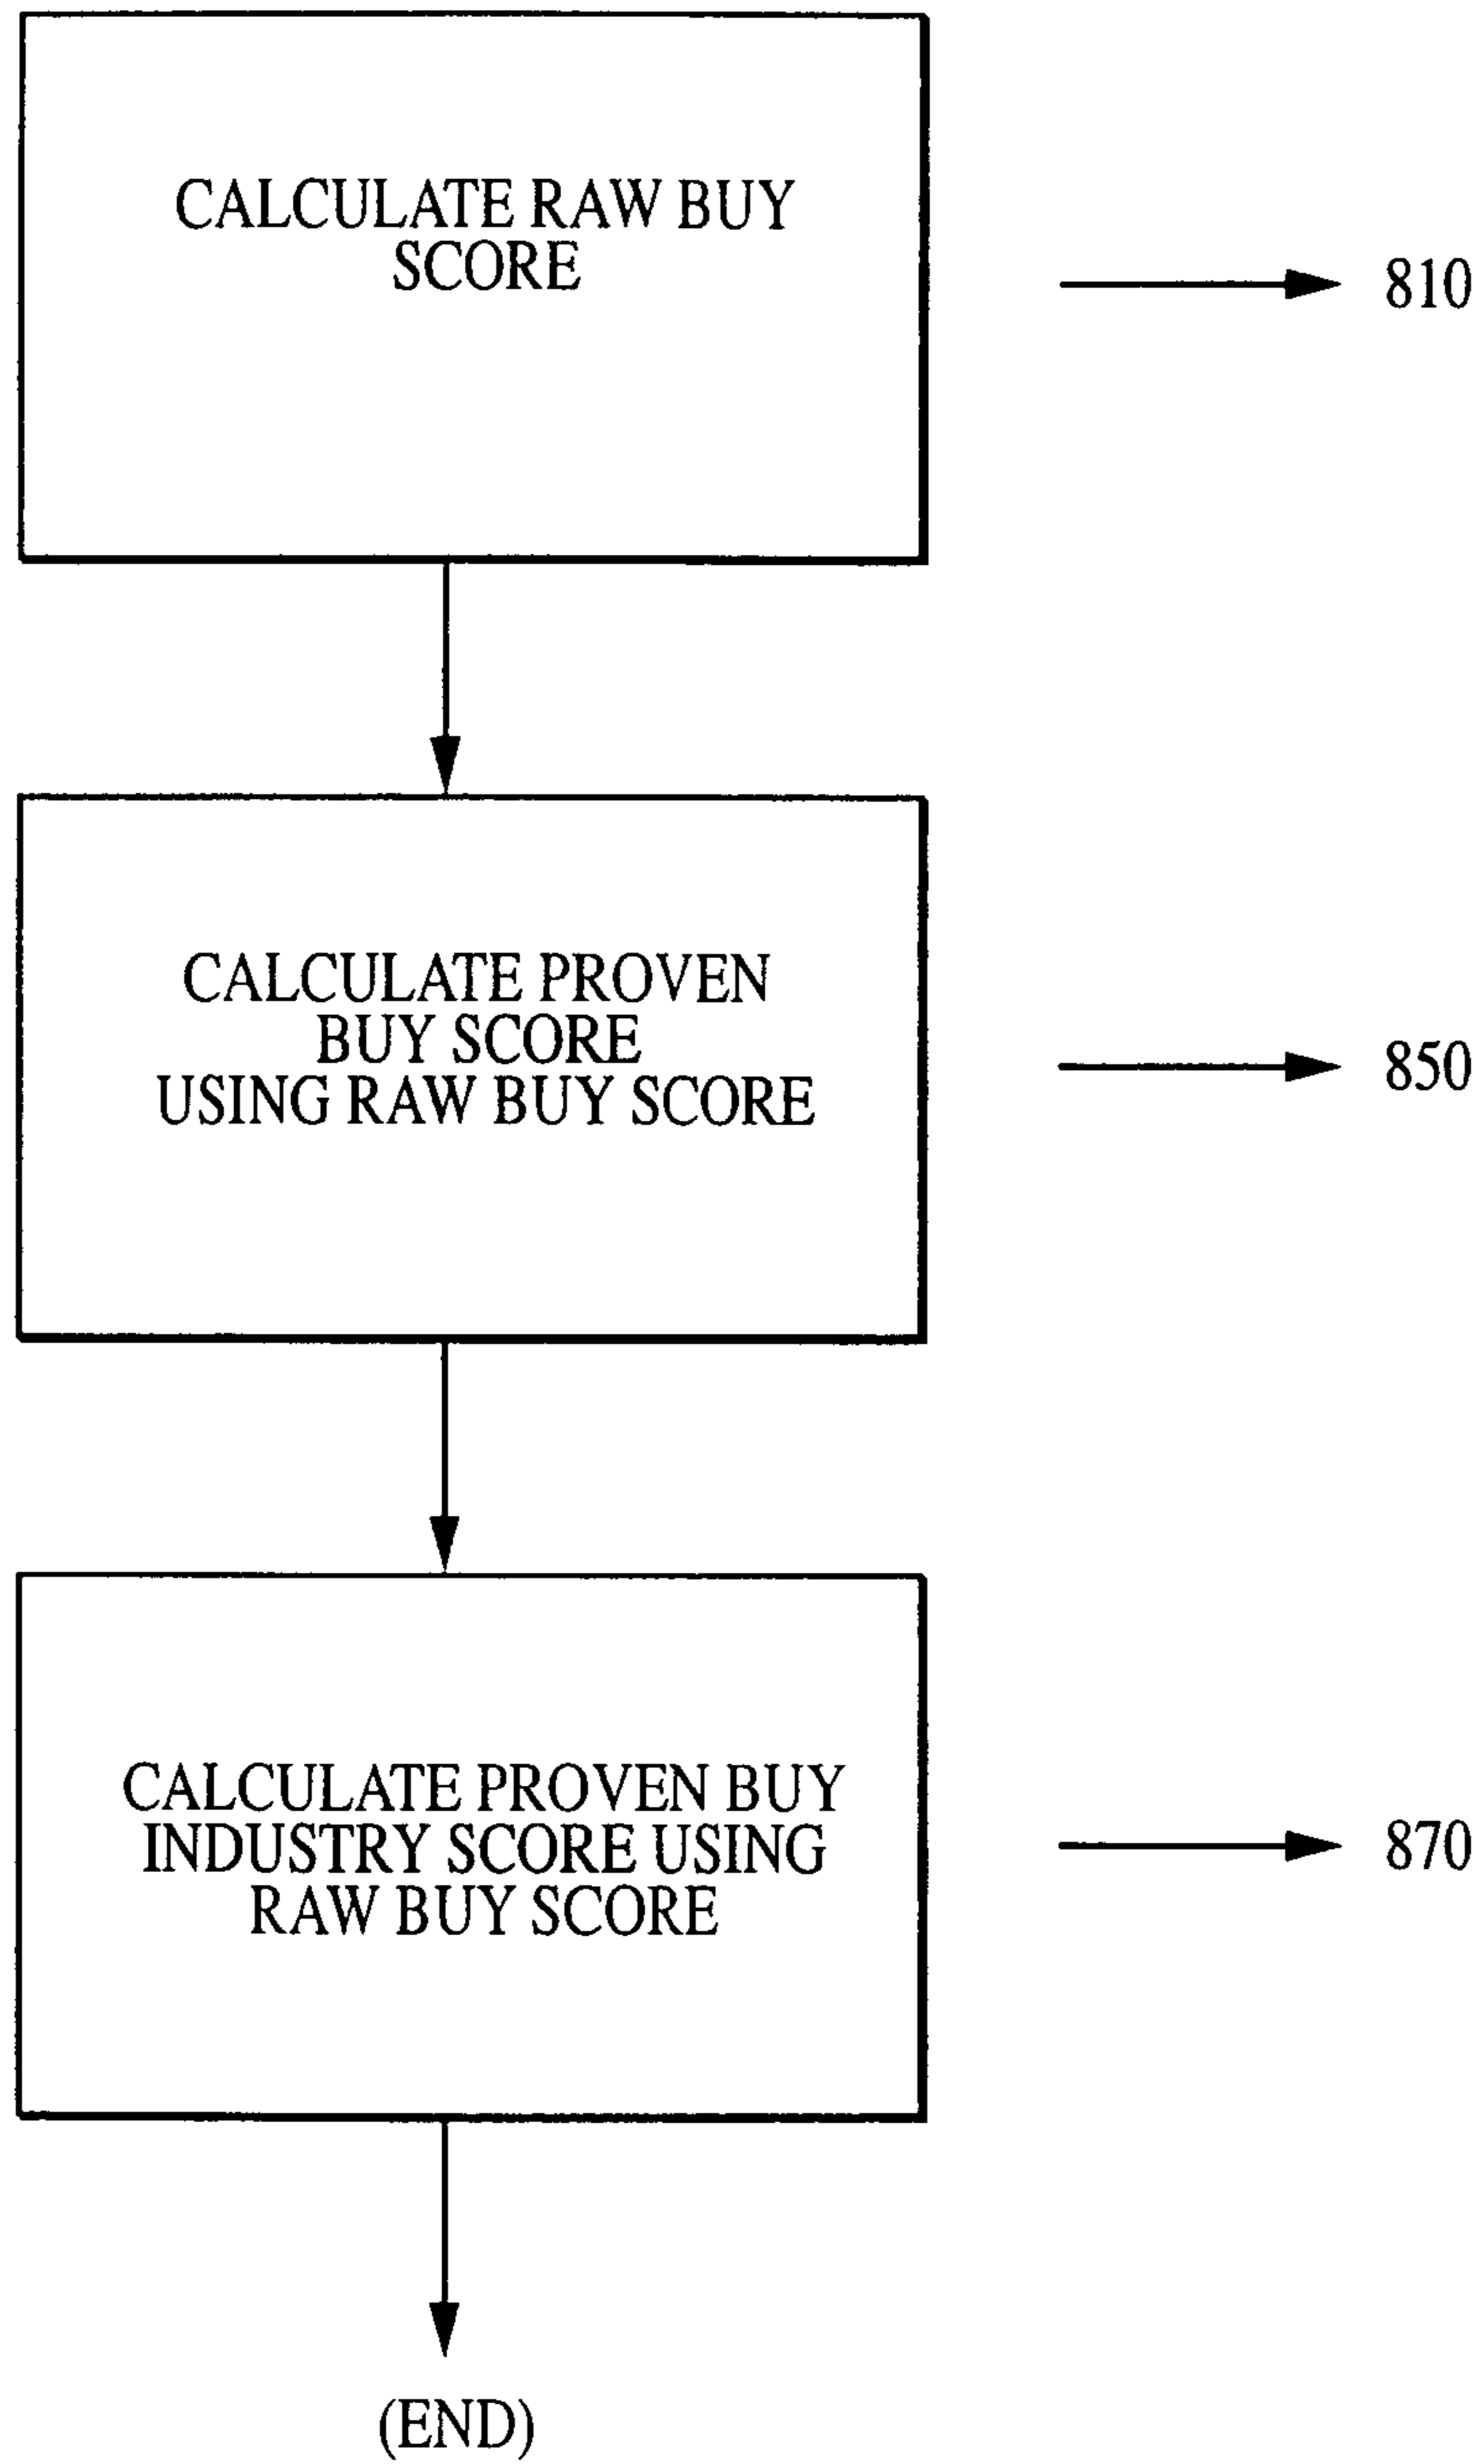 CALCULATE RAW BUY
SCORE
810
CALCULATE PROVEN
BUY SCORE
USING RAW BUY SCORE
850
CALCULATE PROVEN BUY
INDUSTRY SCORE USING
RAW BUY SCORE
870
(END)